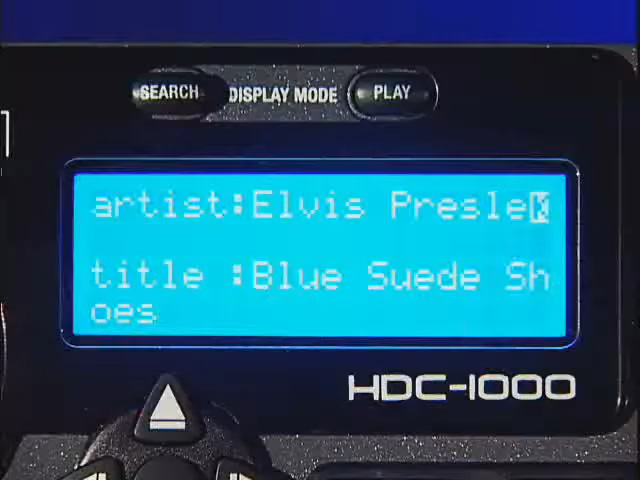 SEARCH DISPLAY MODE PLAY
artist:Elvis Presle
title :Blue Suede Sh
oes
HDC-1000